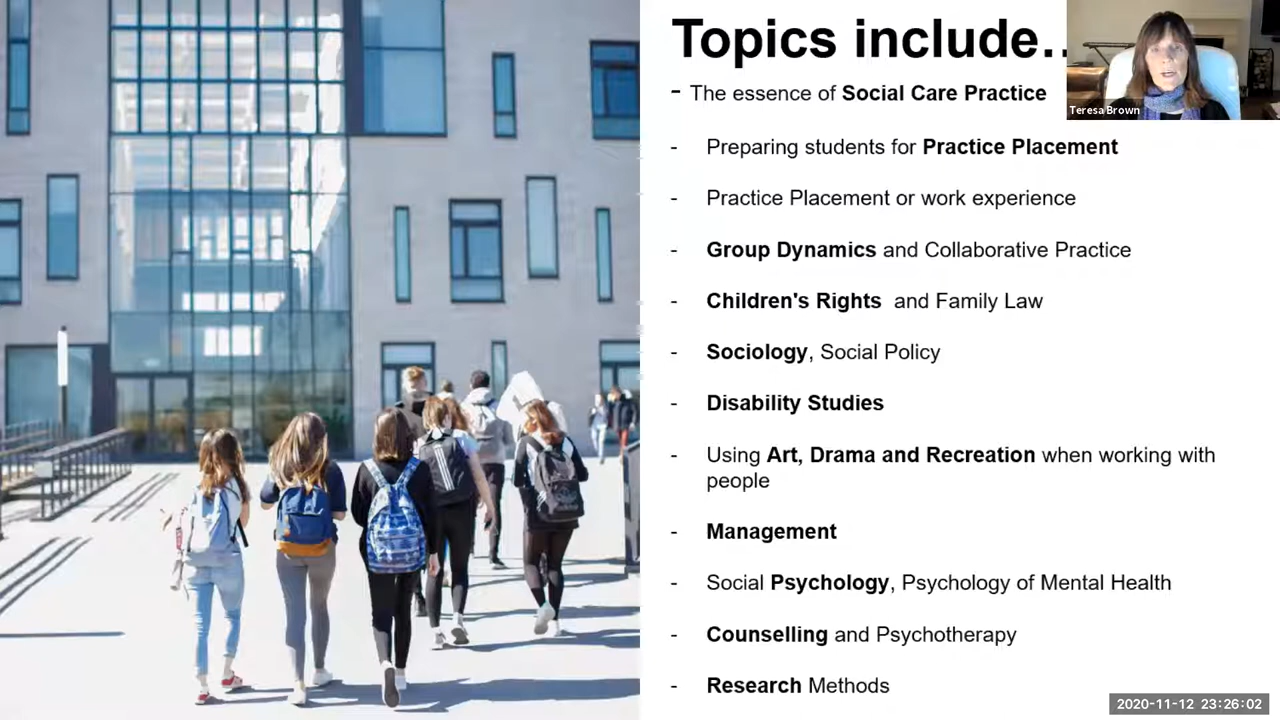 Topics include..
- The essence of Social Care Practice
Teresa Brown
- Preparing students for Practice Placement
- Practice Placement or work experience
- Group Dynamics and Collaborative Practice
- Children's Rights and Family Law
- Sociology, Social Policy
- Disability Studies
- Using Art, Drama and Recreation when working with
people
- Management
- Social Psychology, Psychology of Mental Health
- Counselling and Psychotherapy
- Research Methods
2020-11-12 23:26:02